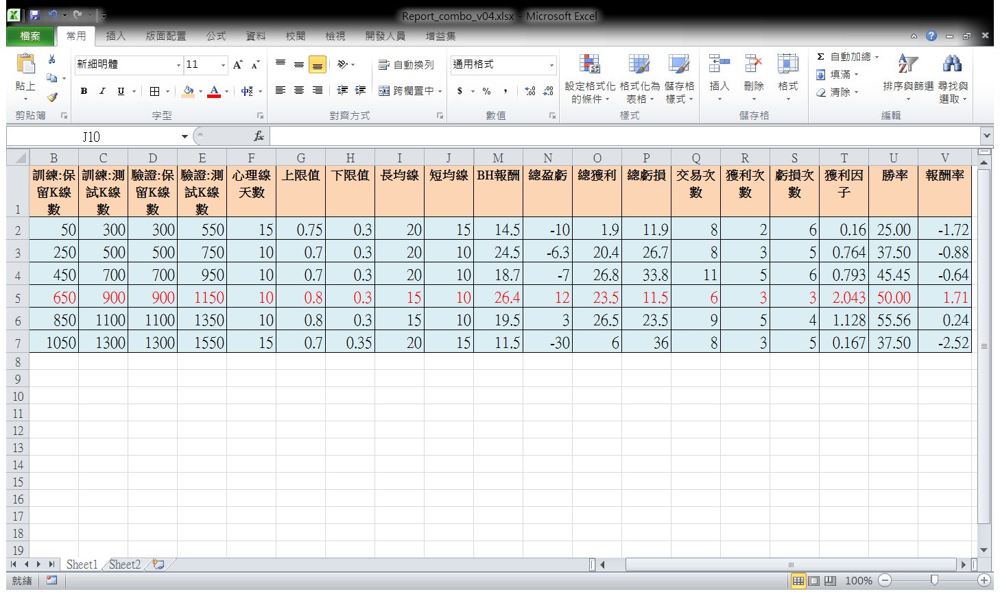 Report_combo_v04.xlsx - Microsoft Excel
檔案 常用 插入 版面配置 公式 資料 校閱 檢視 開發人員 增益集
新細明體 11 自動換列 通用格式 自動加總
貼上 B I U A 中 跨欄置中 $ % , 設定格式化的條件 格式化為表格 儲存格樣式 插入 刪除 格式 填滿 清除 排序與篩選 尋找與選取
剪貼簿 字型 對齊方式 數值 樣式 儲存格 編輯
J10 fx
B C D E F G H I J M N O P Q R S T U V
1 訓練:保留K線數 訓練:測試K線數 驗證:保留K線數 驗證:測試K線數 心理線天數 上限值 下限值 長均線 短均線 BH報酬 總盈虧 總獲利 總虧損 交易次數 獲利次數 虧損次數 獲利因子 勝率 報酬率
2 50 300 300 550 15 0.75 0.3 20 15 14.5 -10 1.9 11.9 8 2 6 0.16 25.00 -1.72
3 250 500 500 750 10 0.7 0.3 20 10 24.5 -6.3 20.4 26.7 8 3 5 0.764 37.50 -0.88
4 450 700 700 950 10 0.7 0.3 20 10 18.7 -7 26.8 33.8 11 5 6 0.793 45.45 -0.64
5 650 900 900 1150 10 0.8 0.3 15 10 26.4 12 23.5 11.5 6 3 3 2.043 50.00 1.71
6 850 1100 1100 1350 10 0.8 0.3 15 10 19.5 3 26.5 23.5 9 5 4 1.128 55.56 0.24
7 1050 1300 1300 1550 15 0.7 0.35 20 15 11.5 -30 6 36 8 3 5 0.167 37.50 -2.52
8
9
10
11
12
13
14
15
16
17
18
19
Sheet1 Sheet2
就緒 100%